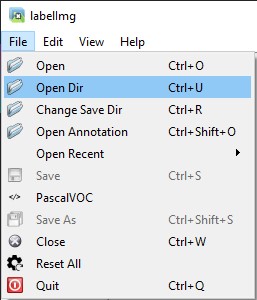 labelImg
File Edit View Help
Open Ctrl+O
Open Dir Ctrl+U
Change Save Dir Ctrl+R
Open Annotation Ctrl+Shift+O
Open Recent
Save Ctrl+S
</> PascalVOC
Save As Ctrl+Shift+S
Close Ctrl+W
Reset All
Quit Ctrl+Q